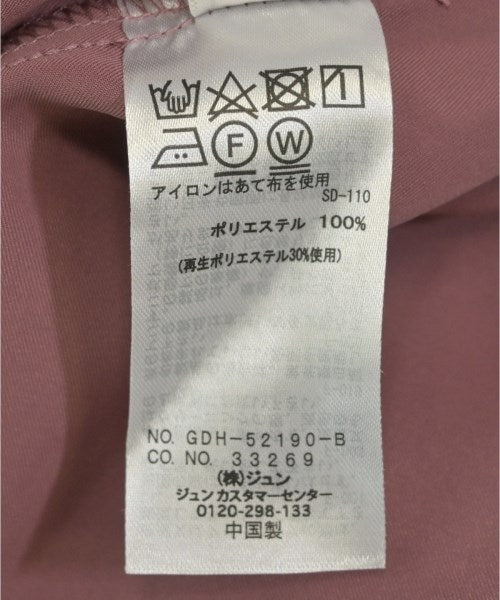 F W
アイロンはあて布を使用
SD-110
ポリエステル 100%
(再生ポリエステル30%使用)
NO. GDH-52190-B
CO. NO. 33269
(株)ジュン
ジュン カスタマーセンター
0120-298-133
中国製